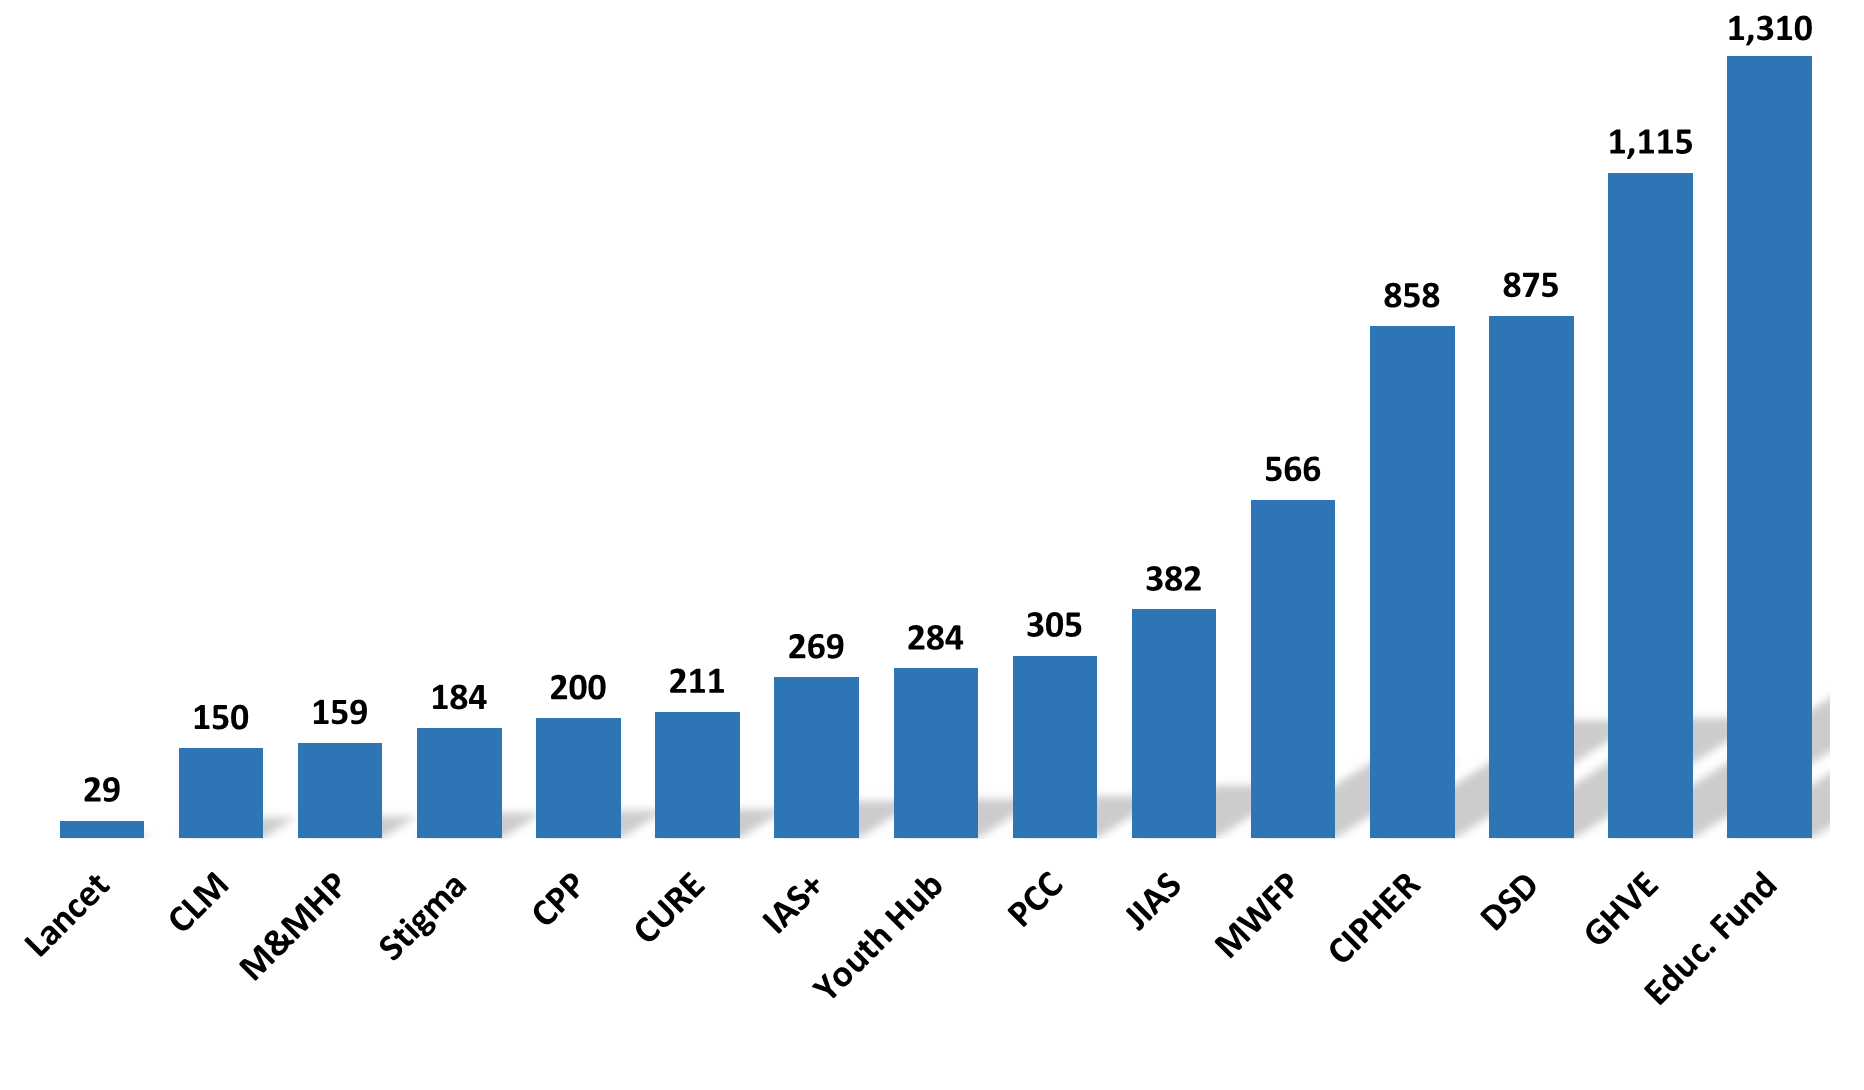 1,310
1,115
875
858
566
382
305
284
269
211
200
184
159
150
29
Lancet
CLM
M&MHP
Stigma
CPP
CURE
IAS+
Youth Hub
PCC
JIAS
MWFP
CIPHER
DSD
GHVE
Educ. Fund